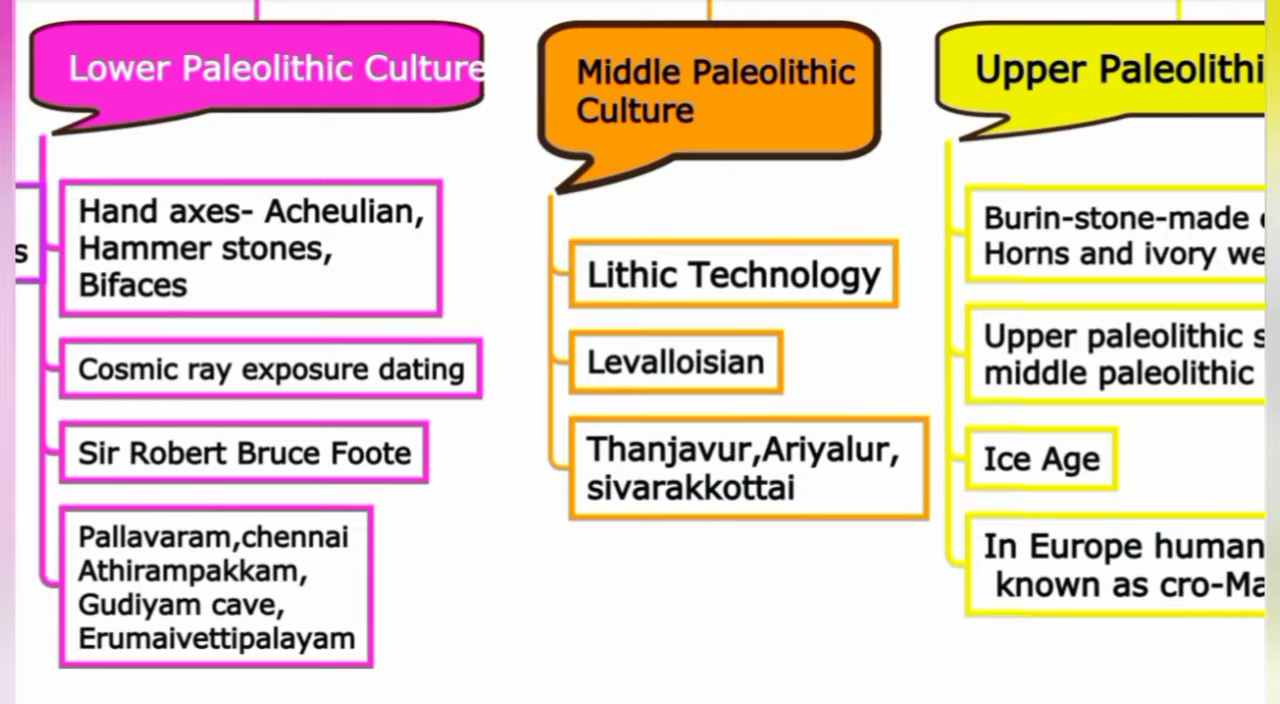 Lower Paleolithic Culture
Hand axes- Acheulian,
Hammer stones,
Bifaces
Cosmic ray exposure dating
Sir Robert Bruce Foote
Pallavaram,chennai
Athirampakkam,
Gudiyam cave,
Erumaivettipalayam
Middle Paleolithic
Culture
Lithic Technology
Levalloisian
Thanjavur,Ariyalur,
sivarakkottai
Upper Paleolithi
Burin-stone-made
Horns and ivory we
Upper paleolithic s
middle paleolithic
Ice Age
In Europe human
known as cro-Ma
s